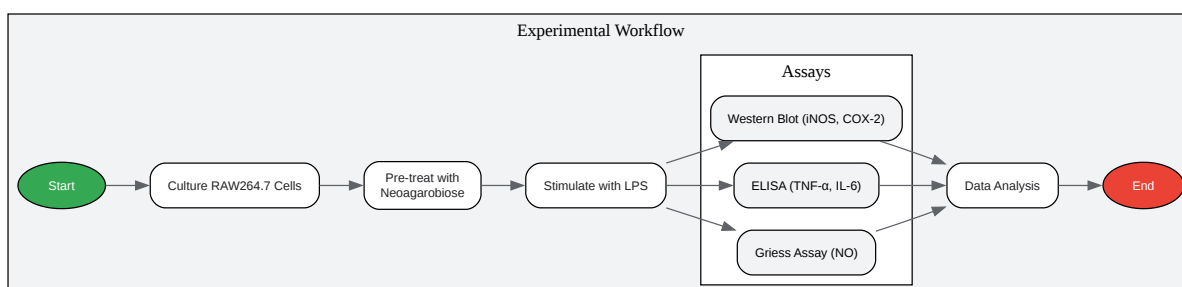 Experimental Workflow
Assays
Start
Culture RAW264.7 Cells
Pre-treat with
Neoagarobiose
Stimulate with LPS
Western Blot (iNOS, COX-2)
ELISA (TNF-α, IL-6)
Griess Assay (NO)
Data Analysis
End